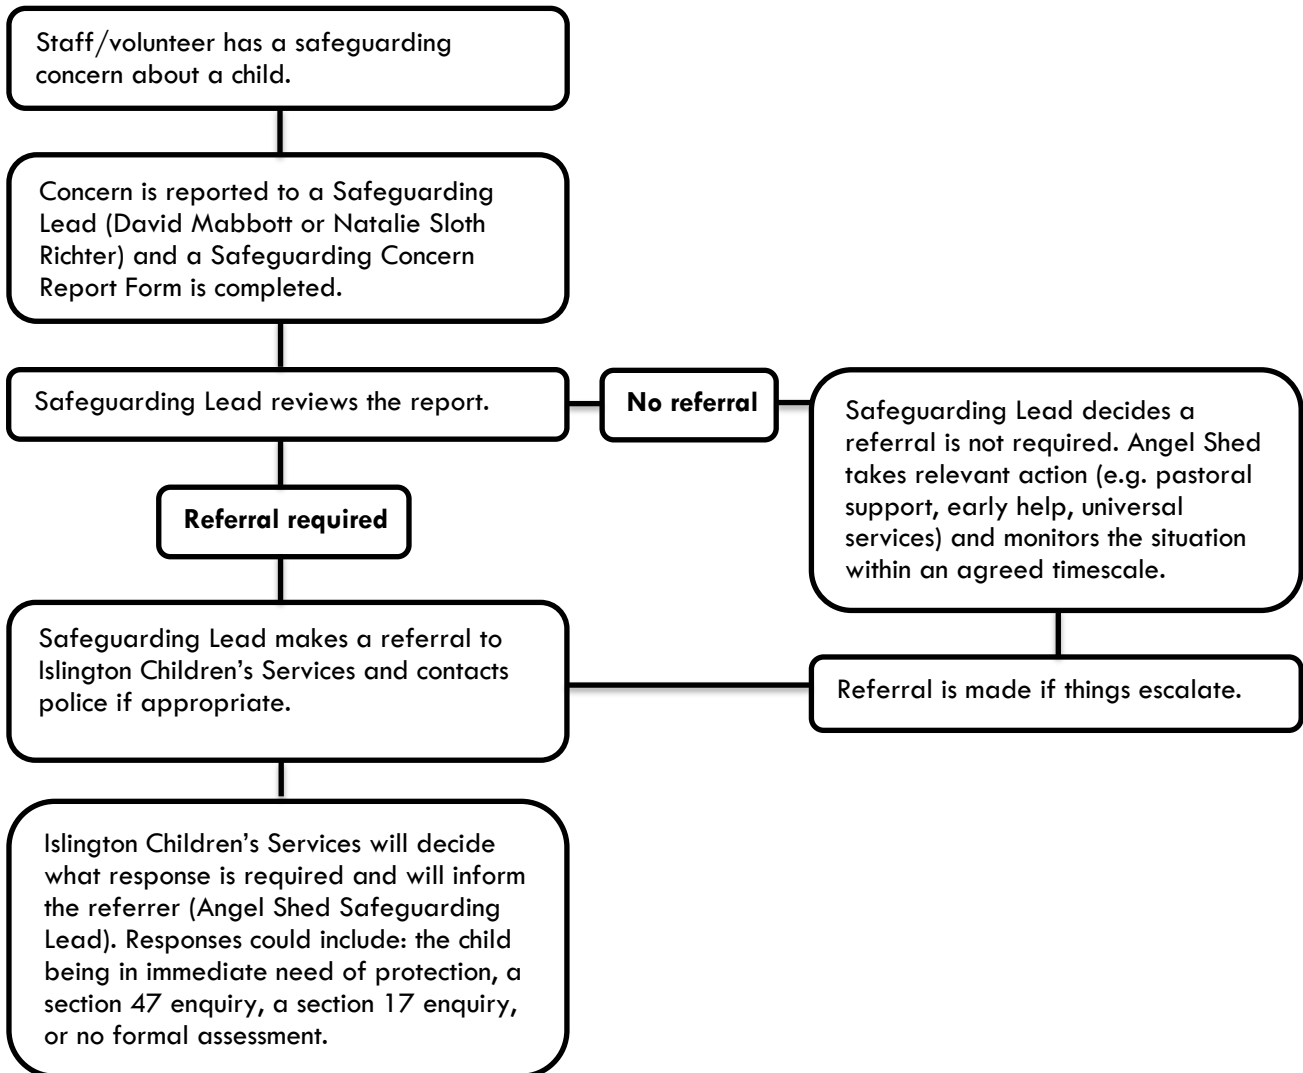 Staff/volunteer has a safeguarding
concern about a child.
Concern is reported to a Safeguarding
Lead (David Mabbott or Natalie Sloth
Richter) and a Safeguarding Concern
Report Form is completed.
Safeguarding Lead reviews the report.
No referral
Safeguarding Lead decides a
referral is not required. Angel Shed
takes relevant action (e.g. pastoral
support, early help, universal
services) and monitors the situation
within an agreed timescale.
Referral required
Safeguarding Lead makes a referral to
Islington Children’s Services and contacts
police if appropriate.
Referral is made if things escalate.
Islington Children’s Services will decide
what response is required and will inform
the referrer (Angel Shed Safeguarding
Lead). Responses could include: the child
being in immediate need of protection, a
section 47 enquiry, a section 17 enquiry,
or no formal assessment.